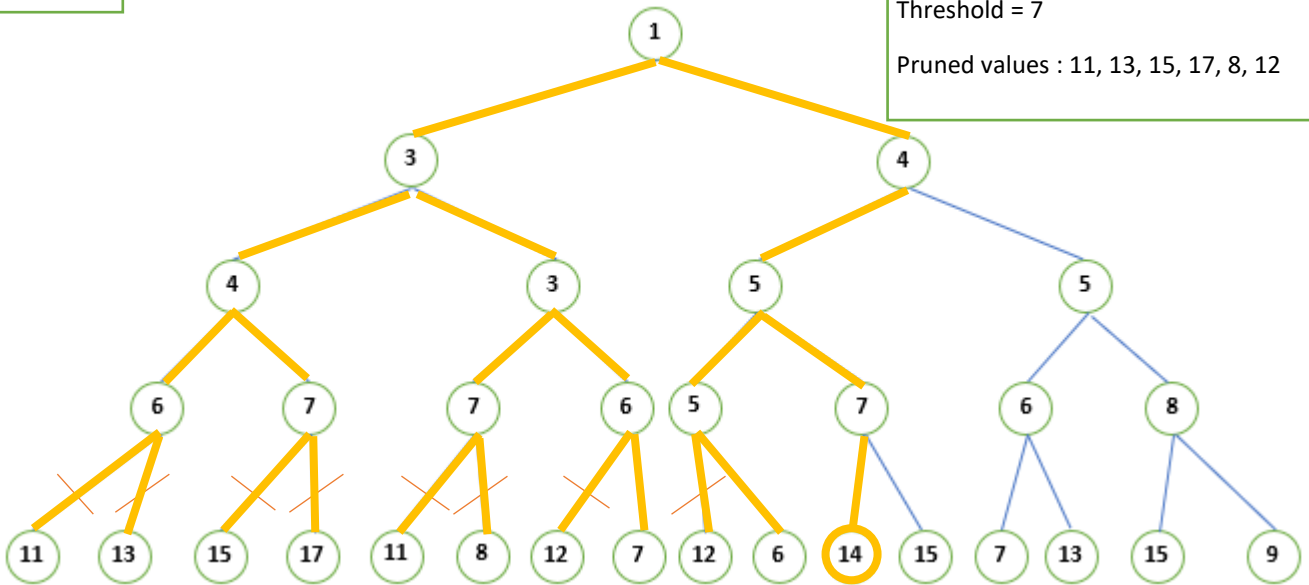 Threshold = 7
Pruned values : 11, 13, 15, 17, 8, 12
1
3 4
4 3 5 5
6 7 7 6 5 7 6 8
11 13 15 17 11 8 12 7 12 6 14 15 7 13 15 9